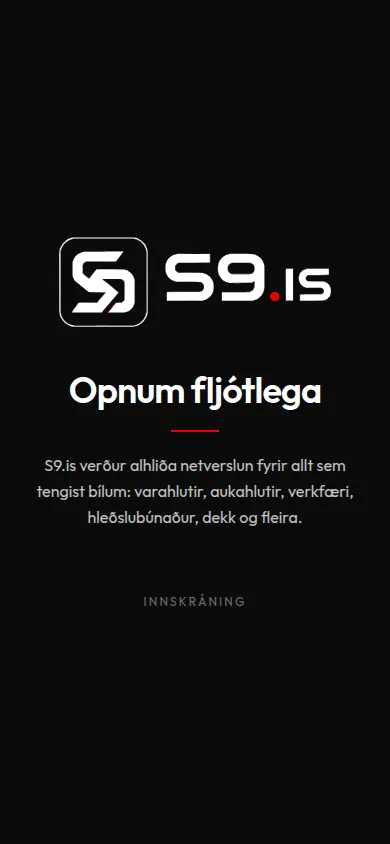 S9.is
Opnum fljótlega
S9.is verður alhliða netverslun fyrir allt sem
tengist bílum: varahlutir, aukahlutir, verkfæri,
hleðslubúnaður, dekk og fleira.
INNSKRÁNING